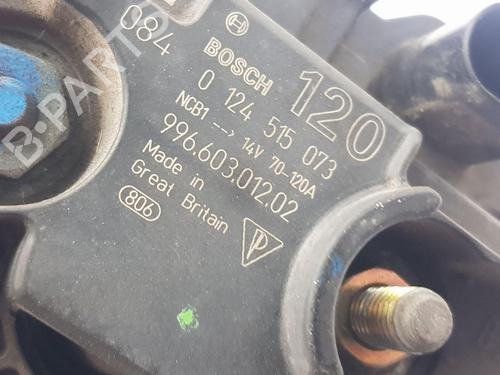 084
BOSCH
120
0 124 515 073
NCB1 --> 14V 70-120A
996.603.012.02
Made in
Great Britain
806
P
B-PARTS